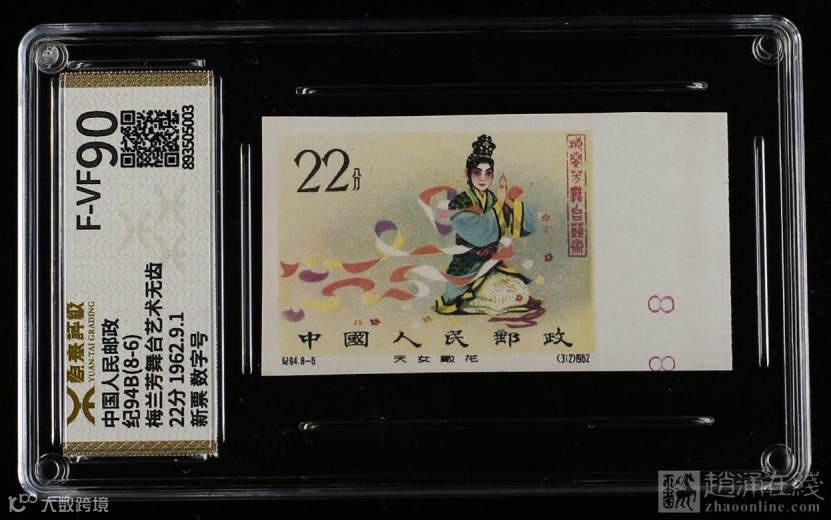 F-VF90
893505003
源泰評級
YUAN-TAI GRADING
中国人民邮政
纪94B(8-6)
梅兰芳舞台艺术无齿
22分 1962.9.1
新票 数字号
22分
梅蘭芳舞台藝術
中國人民郵政
纪94.8-6
天女散花
(312)1962
8
8
大数跨境
趙涌在綫
zhaoonline.com